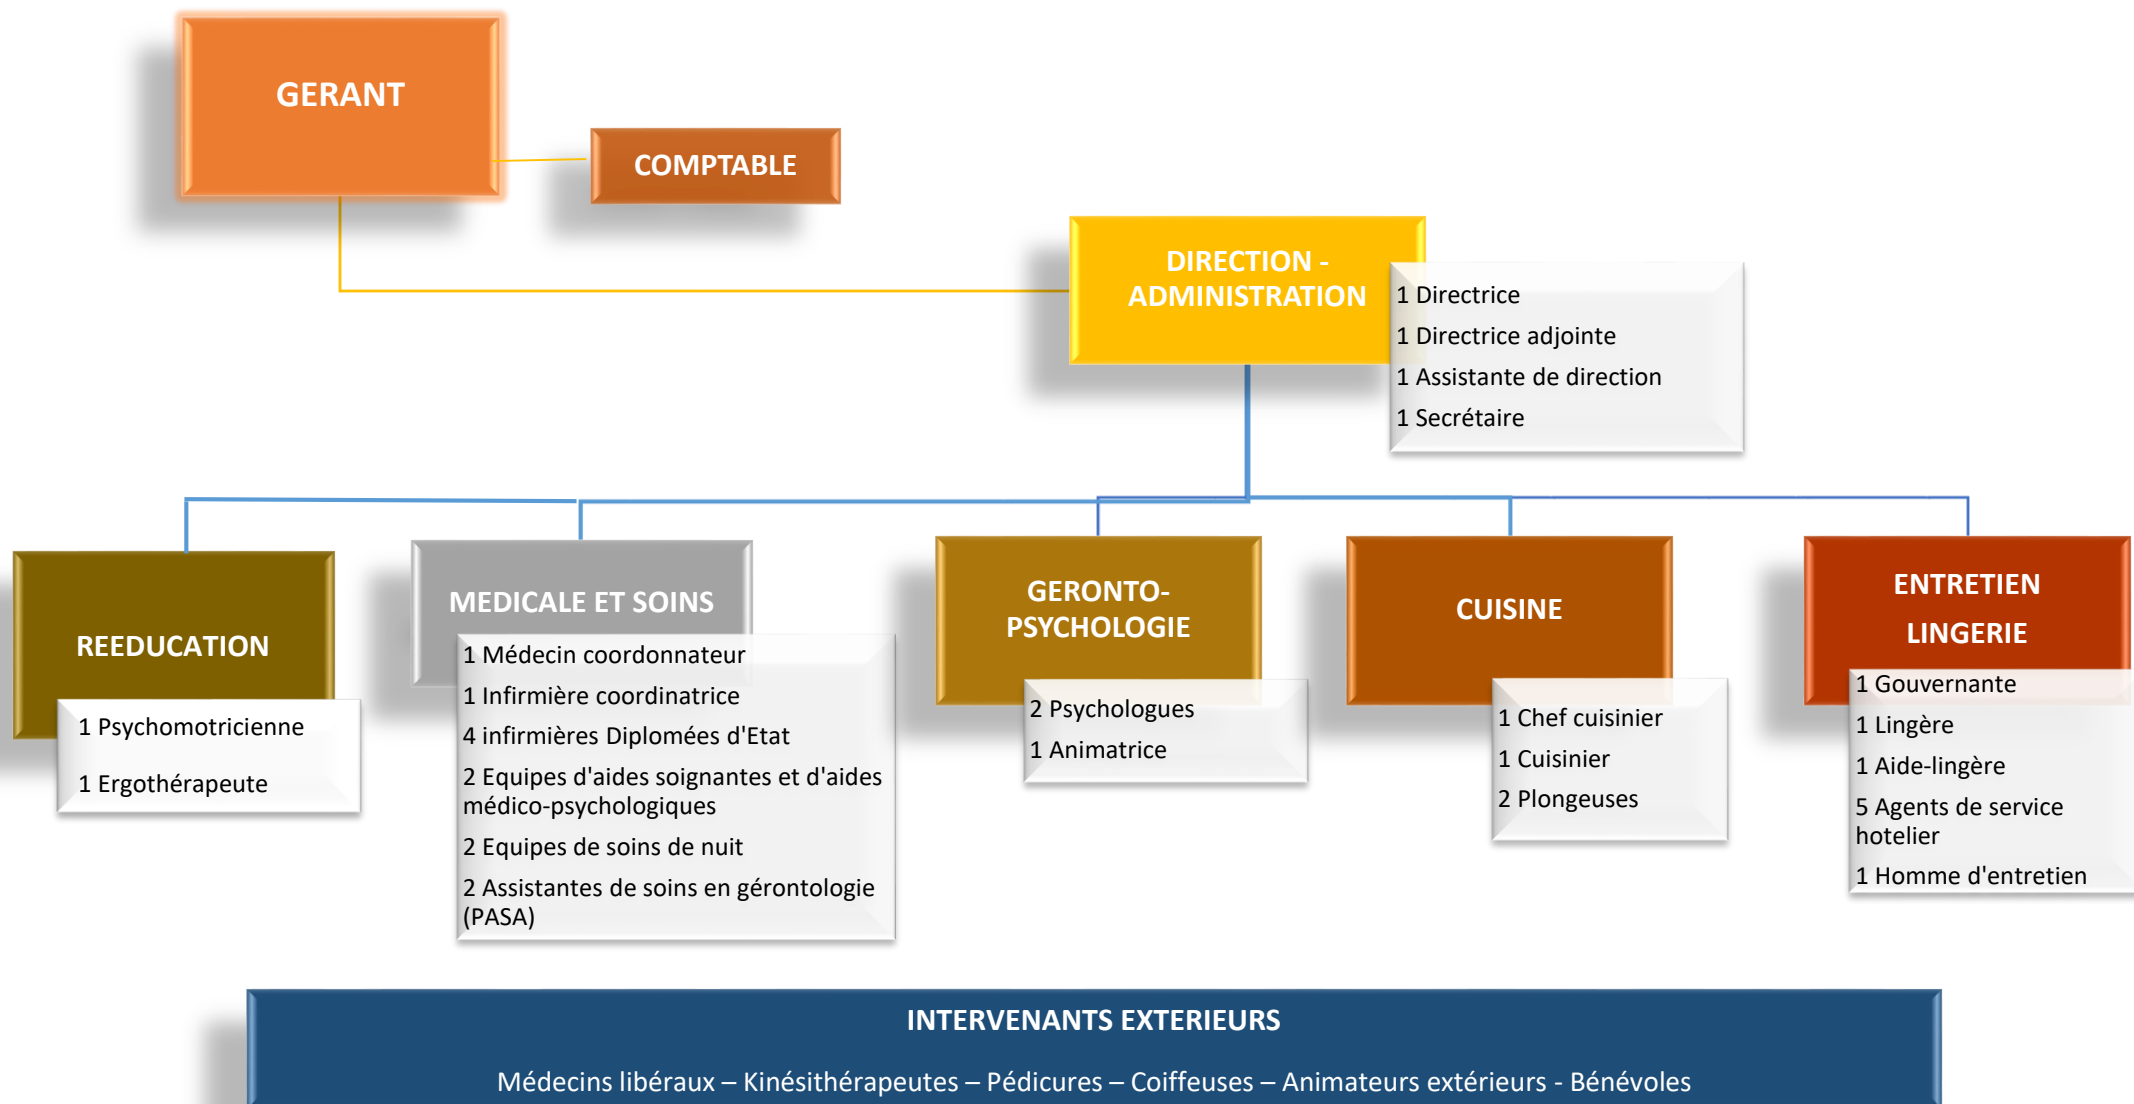 GERANT
COMPTABLE
DIRECTION -
ADMINISTRATION
1 Directrice
1 Directrice adjointe
1 Assistante de direction
1 Secrétaire
REEDUCATION
1 Psychomotricienne
1 Ergothérapeute
MEDICALE ET SOINS
1 Médecin coordonnateur
1 Infirmière coordinatrice
4 infirmières Diplomées d'Etat
2 Equipes d'aides soignantes et d'aides
médico-psychologiques
2 Equipes de soins de nuit
2 Assistantes de soins en gérontologie
(PASA)
GERONTO-
PSYCHOLOGIE
2 Psychologues
1 Animatrice
CUISINE
1 Chef cuisinier
1 Cuisinier
2 Plongeuses
ENTRETIEN
LINGERIE
1 Gouvernante
1 Lingère
1 Aide-lingère
5 Agents de service
hotelier
1 Homme d'entretien
INTERVENANTS EXTERIEURS
Médecins libéraux – Kinésithérapeutes – Pédicures – Coiffeuses – Animateurs extérieurs - Bénévoles